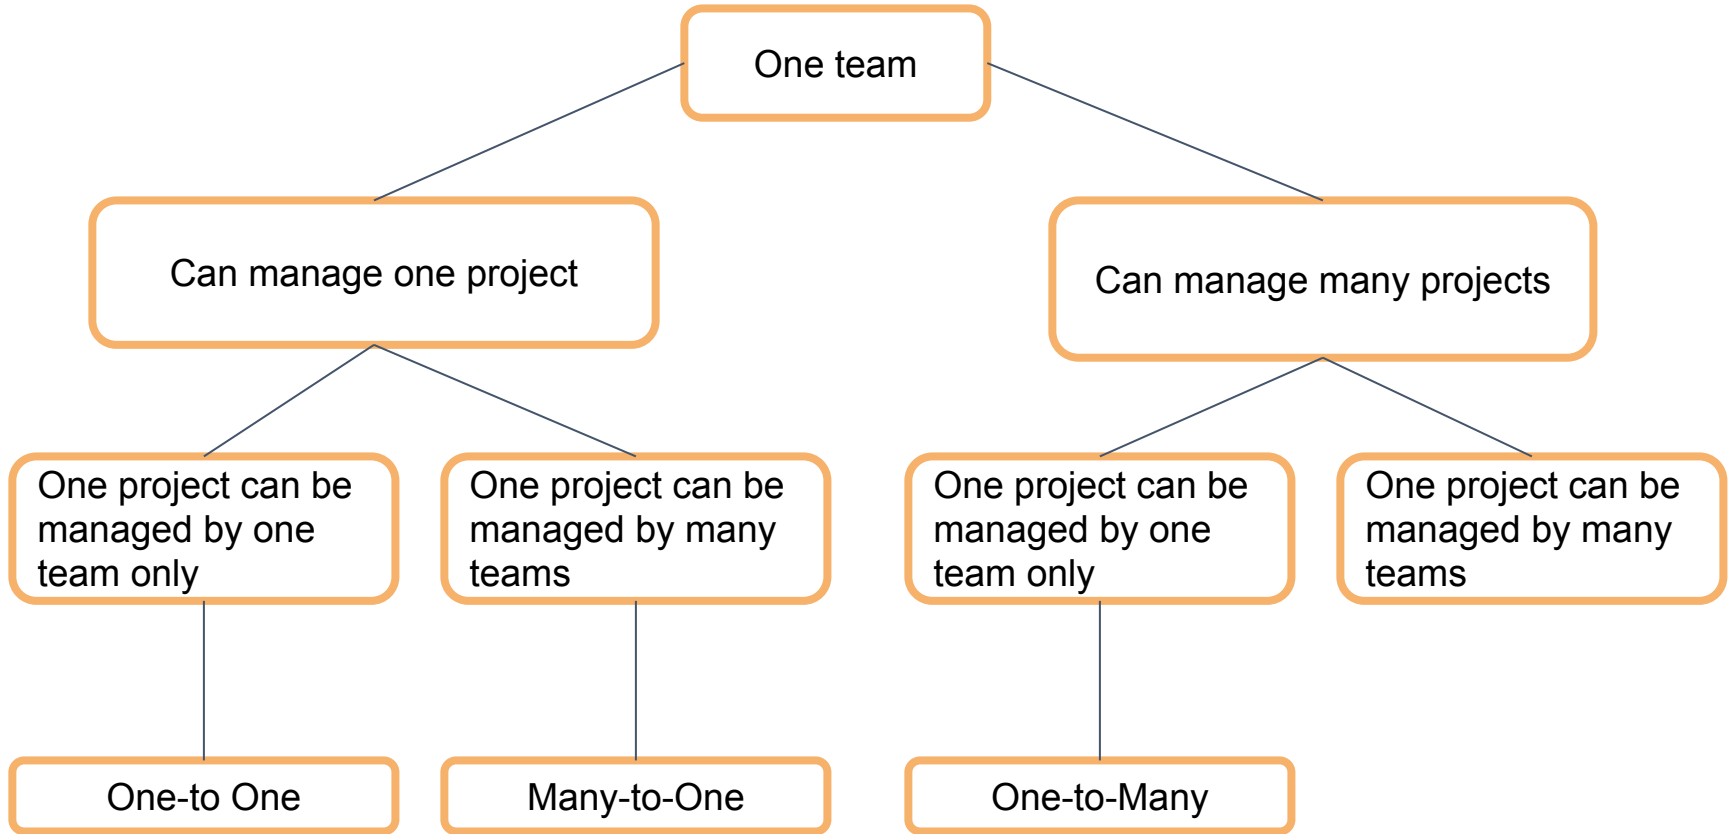 One team
Can manage one project
Can manage many projects
One project can be
managed by one
team only
One project can be
managed by many
teams
One project can be
managed by one
team only
One project can be
managed by many
teams
One-to One
Many-to-One
One-to-Many